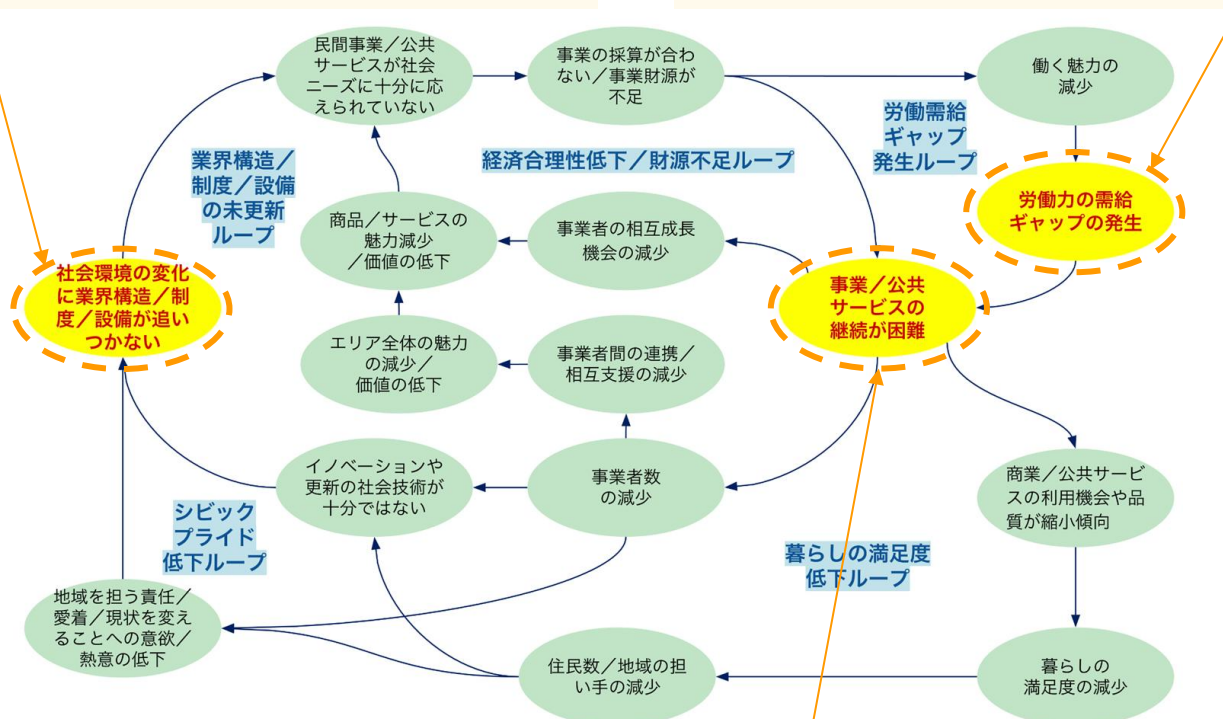 民間事業／公共
サービスが社会
ニーズに十分に応
えられていない
事業の採算が合わ
ない／事業財源が
不足
働く魅力の
減少
労働需給
ギャップ
発生ループ
業界構造／
制度／設備
の未更新
ループ
経済合理性低下／財源不足ループ
労働力の需給
ギャップの発生
商品／サービスの
魅力減少
／価値の低下
事業者の相互成長
機会の減少
社会環境の変化
に業界構造／制
度／設備が追い
つかない
事業／公共
サービスの
継続が困難
エリア全体の魅力
の減少／
価値の低下
事業者間の連携／
相互支援の減少
イノベーションや
更新の社会技術が
十分ではない
事業者数
の減少
商業／公共サービ
スの利用機会や品
質が縮小傾向
シビック
プライド
低下ループ
暮らしの満足度
低下ループ
地域を担う責任／
愛着／現状を変え
ることへの意欲／
熱意の低下
住民数／地域の担
い手の減少
暮らしの
満足度の減少